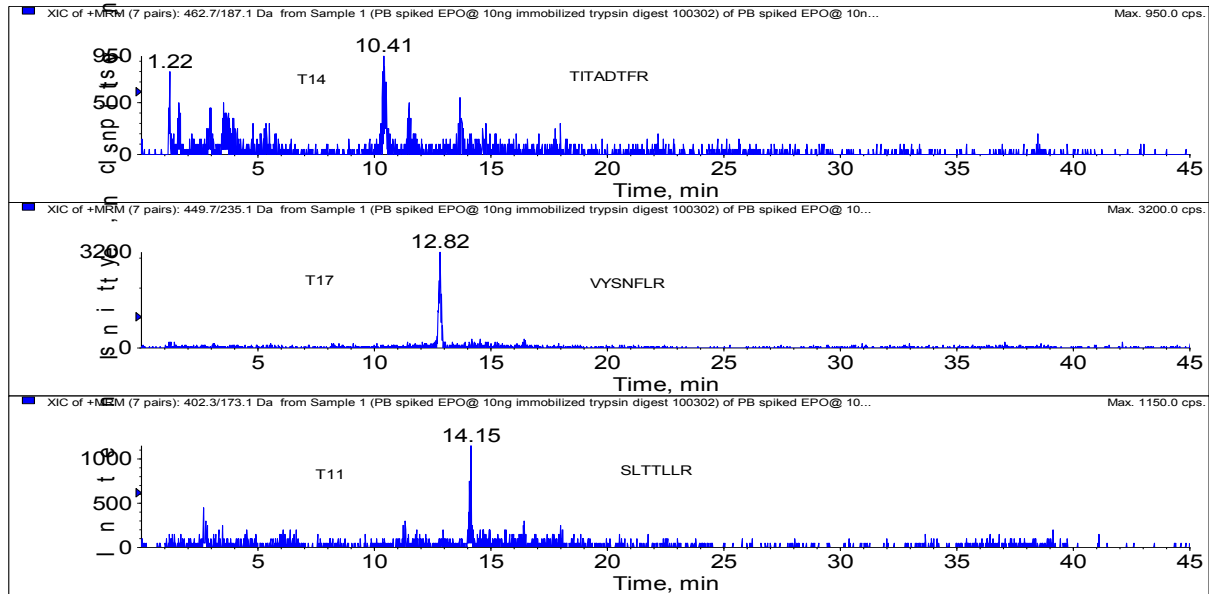 XIC of +MRM (7 pairs): 462.7/187.1 Da from Sample 1 (PB spiked EPO@ 10ng immobilized trypsin digest 100302) of PB spiked EPO@ 10n... Max. 950.0 cps.
950
500
0
1.22
10.41
T14
TITADTFR
5 10 15 20 25 30 35 40 45
Time, min
XIC of +MRM (7 pairs): 449.7/235.1 Da from Sample 1 (PB spiked EPO@ 10ng immobilized trypsin digest 100302) of PB spiked EPO@ 10... Max. 3200.0 cps.
3200
0
12.82
T17
VYSNFLR
5 10 15 20 25 30 35 40 45
Time, min
XIC of +MRM (7 pairs): 402.3/173.1 Da from Sample 1 (PB spiked EPO@ 10ng immobilized trypsin digest 100302) of PB spiked EPO@ 10... Max. 1150.0 cps.
1000
500
0
14.15
T11
SLTTLLR
5 10 15 20 25 30 35 40 45
Time, min